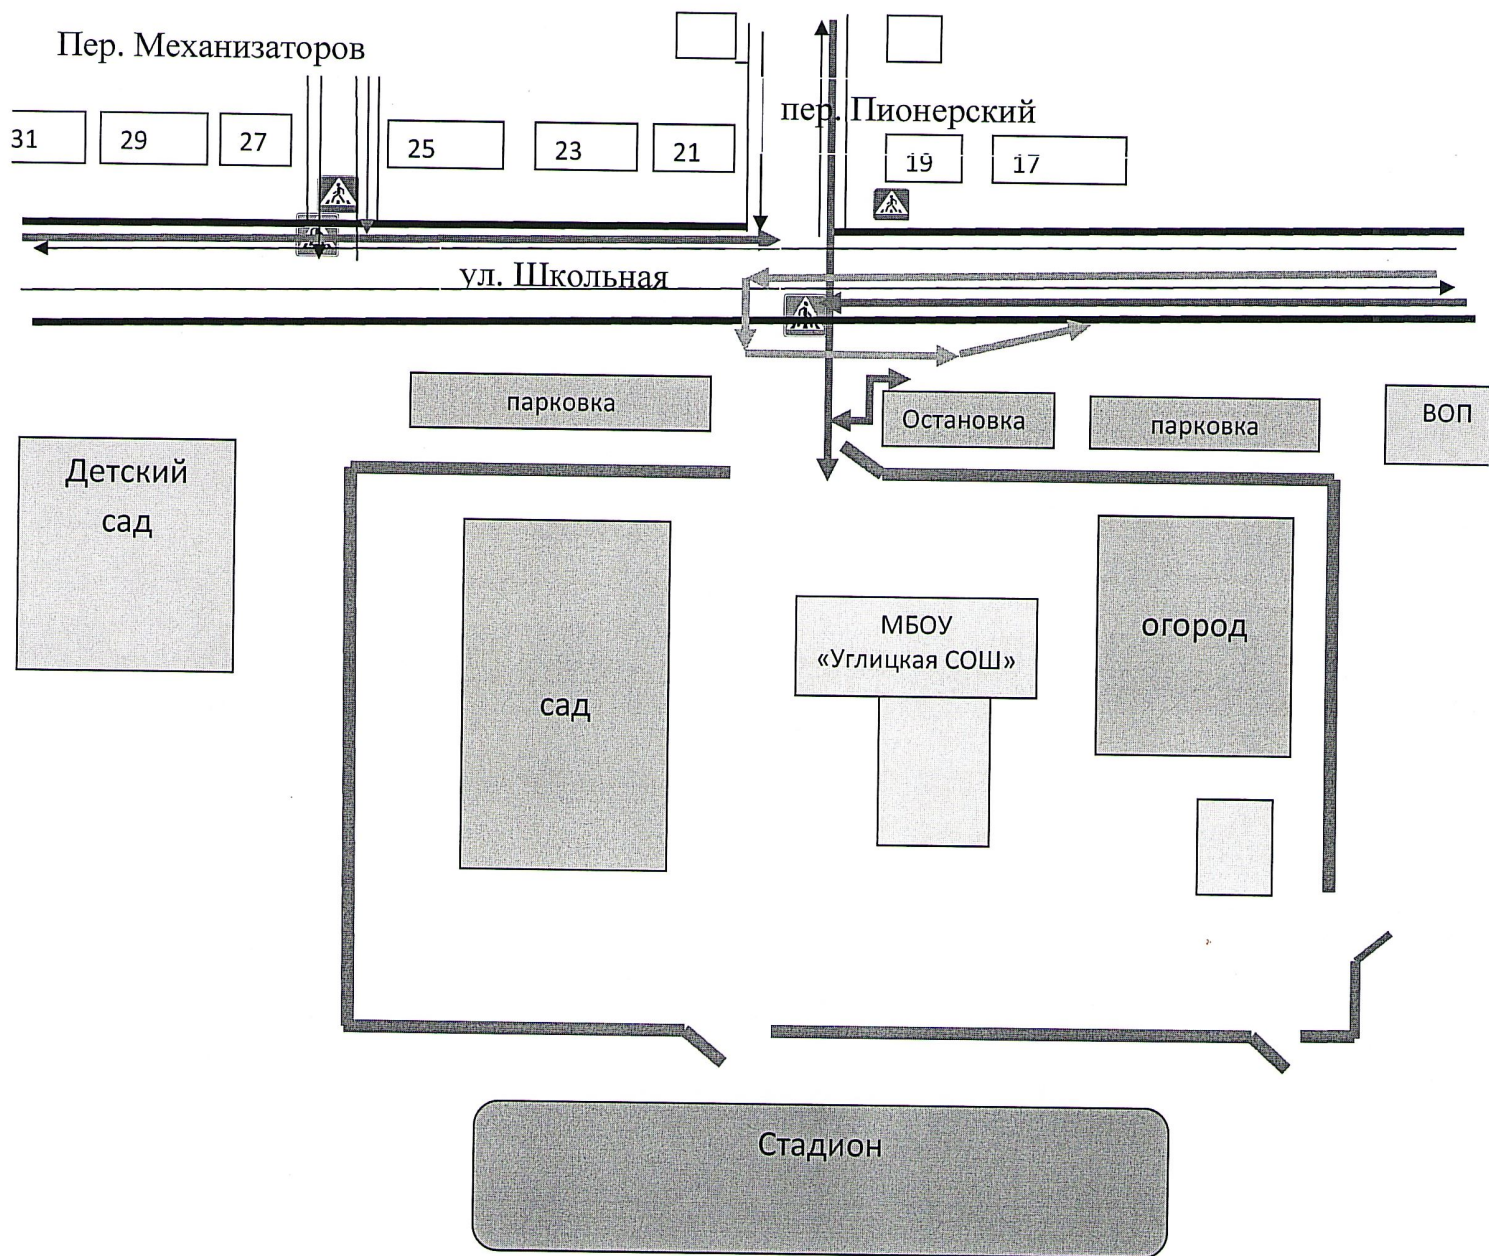 Пер. Механизаторов
пер. Пионерский
31
29
27
25
23
21
19
17
ул. Школьная
парковка
Остановка
парковка
ВОП
Детский
сад
сад
МБОУ
«Углицкая СОШ»
огород
Стадион